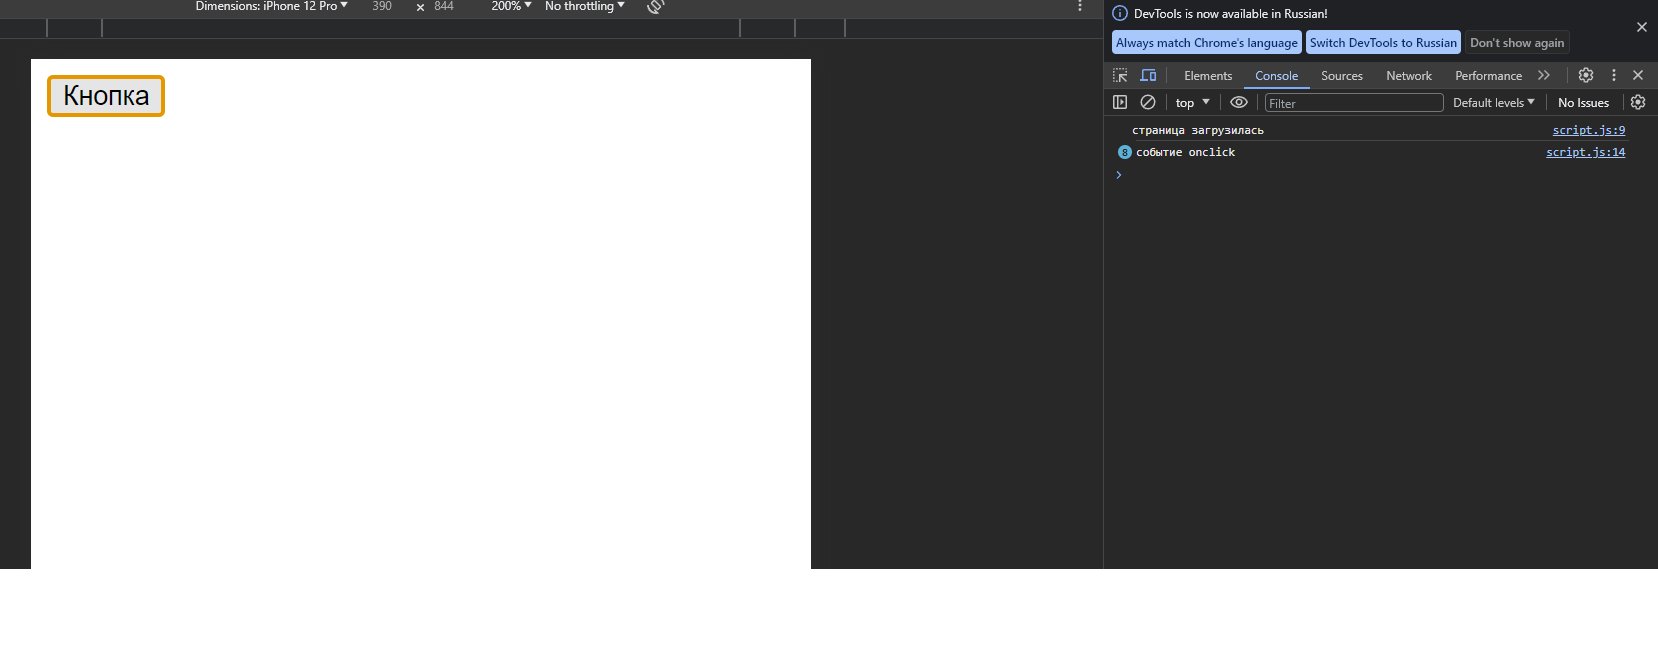 Dimensions: iPhone 12 Pro 390 × 844 200% No throttling
Кнопка
DevTools is now available in Russian!
Always match Chrome's language Switch DevTools to Russian Don't show again
Elements Console Sources Network Performance
top Filter Default levels No Issues
страница загрузилась script.js:9
8 событие onclick script.js:14